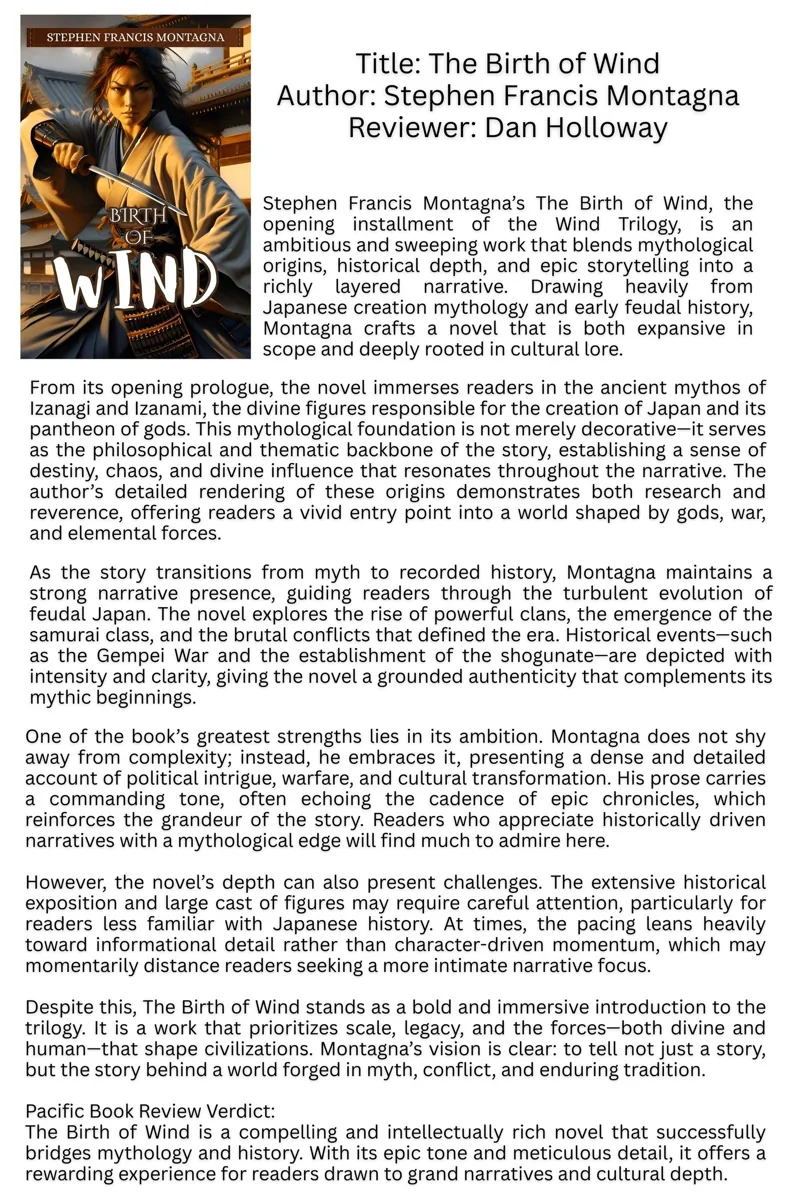 STEPHEN FRANCIS MONTAGNA
BIRTH
OF
WIND
Title: The Birth of Wind
Author: Stephen Francis Montagna
Reviewer: Dan Holloway
Stephen Francis Montagna’s The Birth of Wind, the
opening installment of the Wind Trilogy, is an
ambitious and sweeping work that blends mythological
origins, historical depth, and epic storytelling into a
richly layered narrative. Drawing heavily from
Japanese creation mythology and early feudal history,
Montagna crafts a novel that is both expansive in
scope and deeply rooted in cultural lore.
From its opening prologue, the novel immerses readers in the ancient mythos of
Izanagi and Izanami, the divine figures responsible for the creation of Japan and its
pantheon of gods. This mythological foundation is not merely decorative—it serves
as the philosophical and thematic backbone of the story, establishing a sense of
destiny, chaos, and divine influence that resonates throughout the narrative. The
author’s detailed rendering of these origins demonstrates both research and
reverence, offering readers a vivid entry point into a world shaped by gods, war,
and elemental forces.
As the story transitions from myth to recorded history, Montagna maintains a
strong narrative presence, guiding readers through the turbulent evolution of
feudal Japan. The novel explores the rise of powerful clans, the emergence of the
samurai class, and the brutal conflicts that defined the era. Historical events—such
as the Gempei War and the establishment of the shogunate—are depicted with
intensity and clarity, giving the novel a grounded authenticity that complements its
mythic beginnings.
One of the book’s greatest strengths lies in its ambition. Montagna does not shy
away from complexity; instead, he embraces it, presenting a dense and detailed
account of political intrigue, warfare, and cultural transformation. His prose carries
a commanding tone, often echoing the cadence of epic chronicles, which
reinforces the grandeur of the story. Readers who appreciate historically driven
narratives with a mythological edge will find much to admire here.
However, the novel’s depth can also present challenges. The extensive historical
exposition and large cast of figures may require careful attention, particularly for
readers less familiar with Japanese history. At times, the pacing leans heavily
toward informational detail rather than character-driven momentum, which may
momentarily distance readers seeking a more intimate narrative focus.
Despite this, The Birth of Wind stands as a bold and immersive introduction to the
trilogy. It is a work that prioritizes scale, legacy, and the forces—both divine and
human—that shape civilizations. Montagna’s vision is clear: to tell not just a story,
but the story behind a world forged in myth, conflict, and enduring tradition.
Pacific Book Review Verdict:
The Birth of Wind is a compelling and intellectually rich novel that successfully
bridges mythology and history. With its epic tone and meticulous detail, it offers a
rewarding experience for readers drawn to grand narratives and cultural depth.